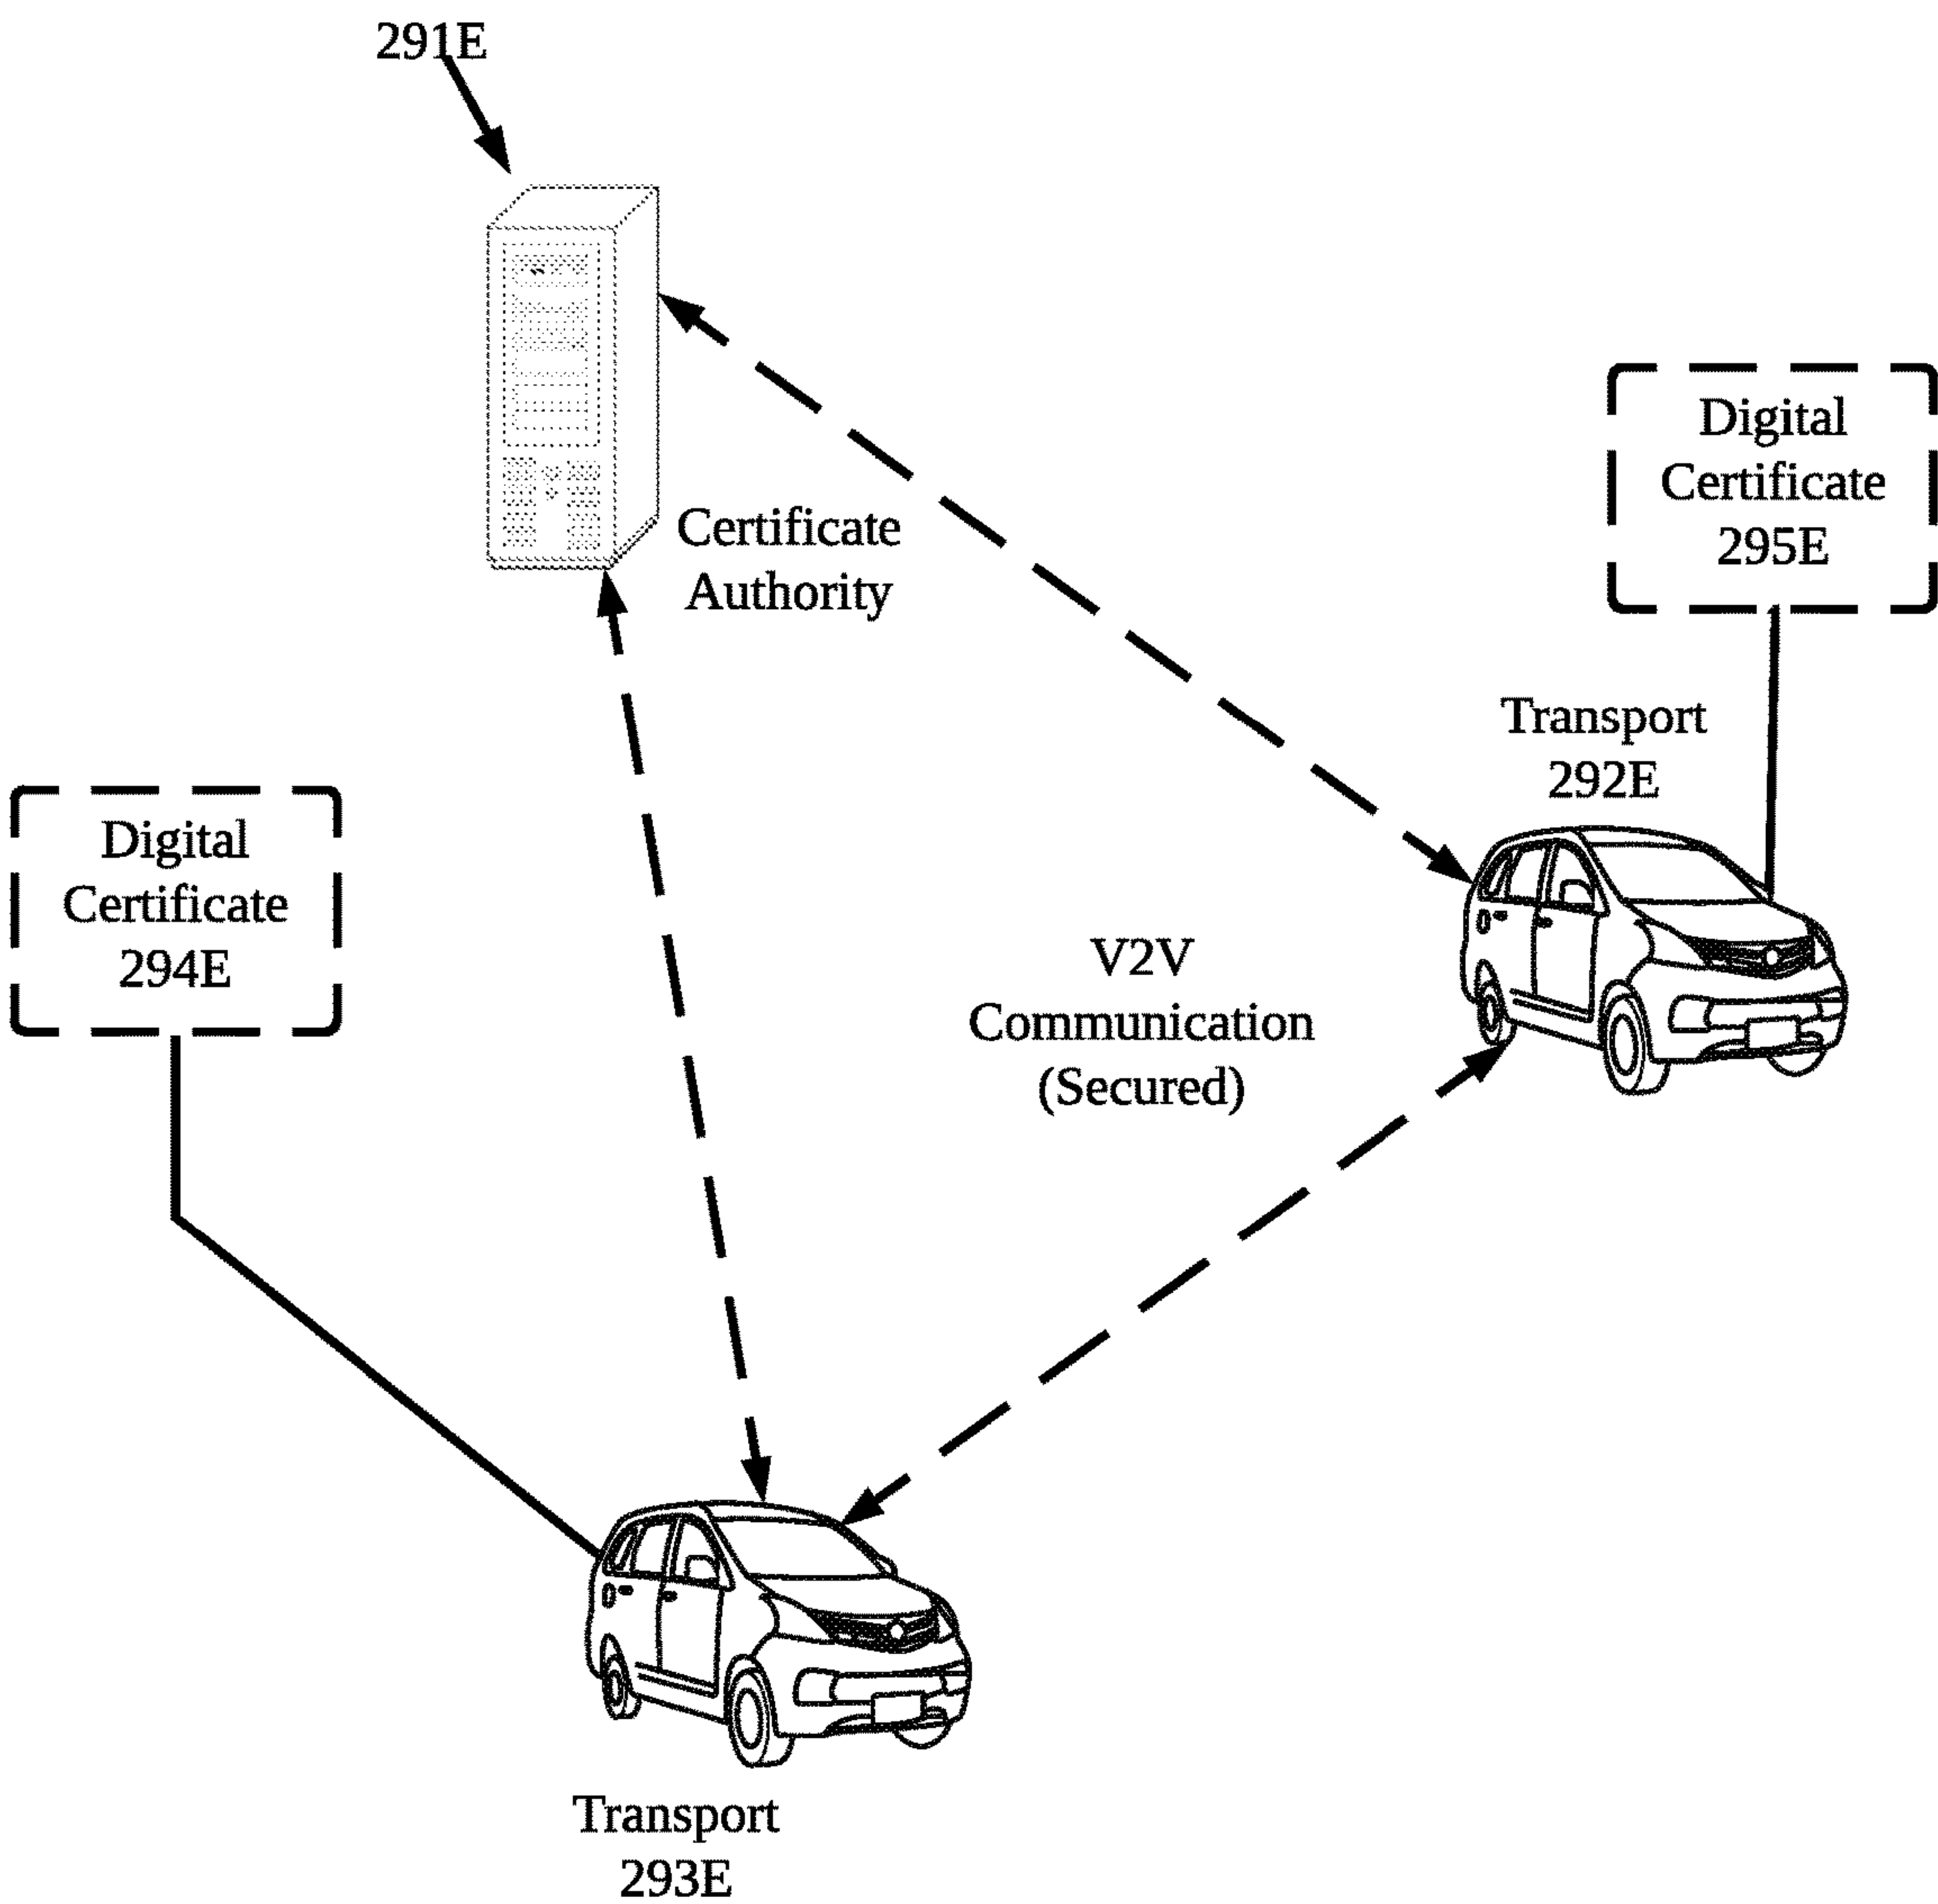 291E
Certificate
Authority
Digital
Certificate
295E
Transport
292E
Digital
Certificate
294E
V2V
Communication
(Secured)
Transport
293E